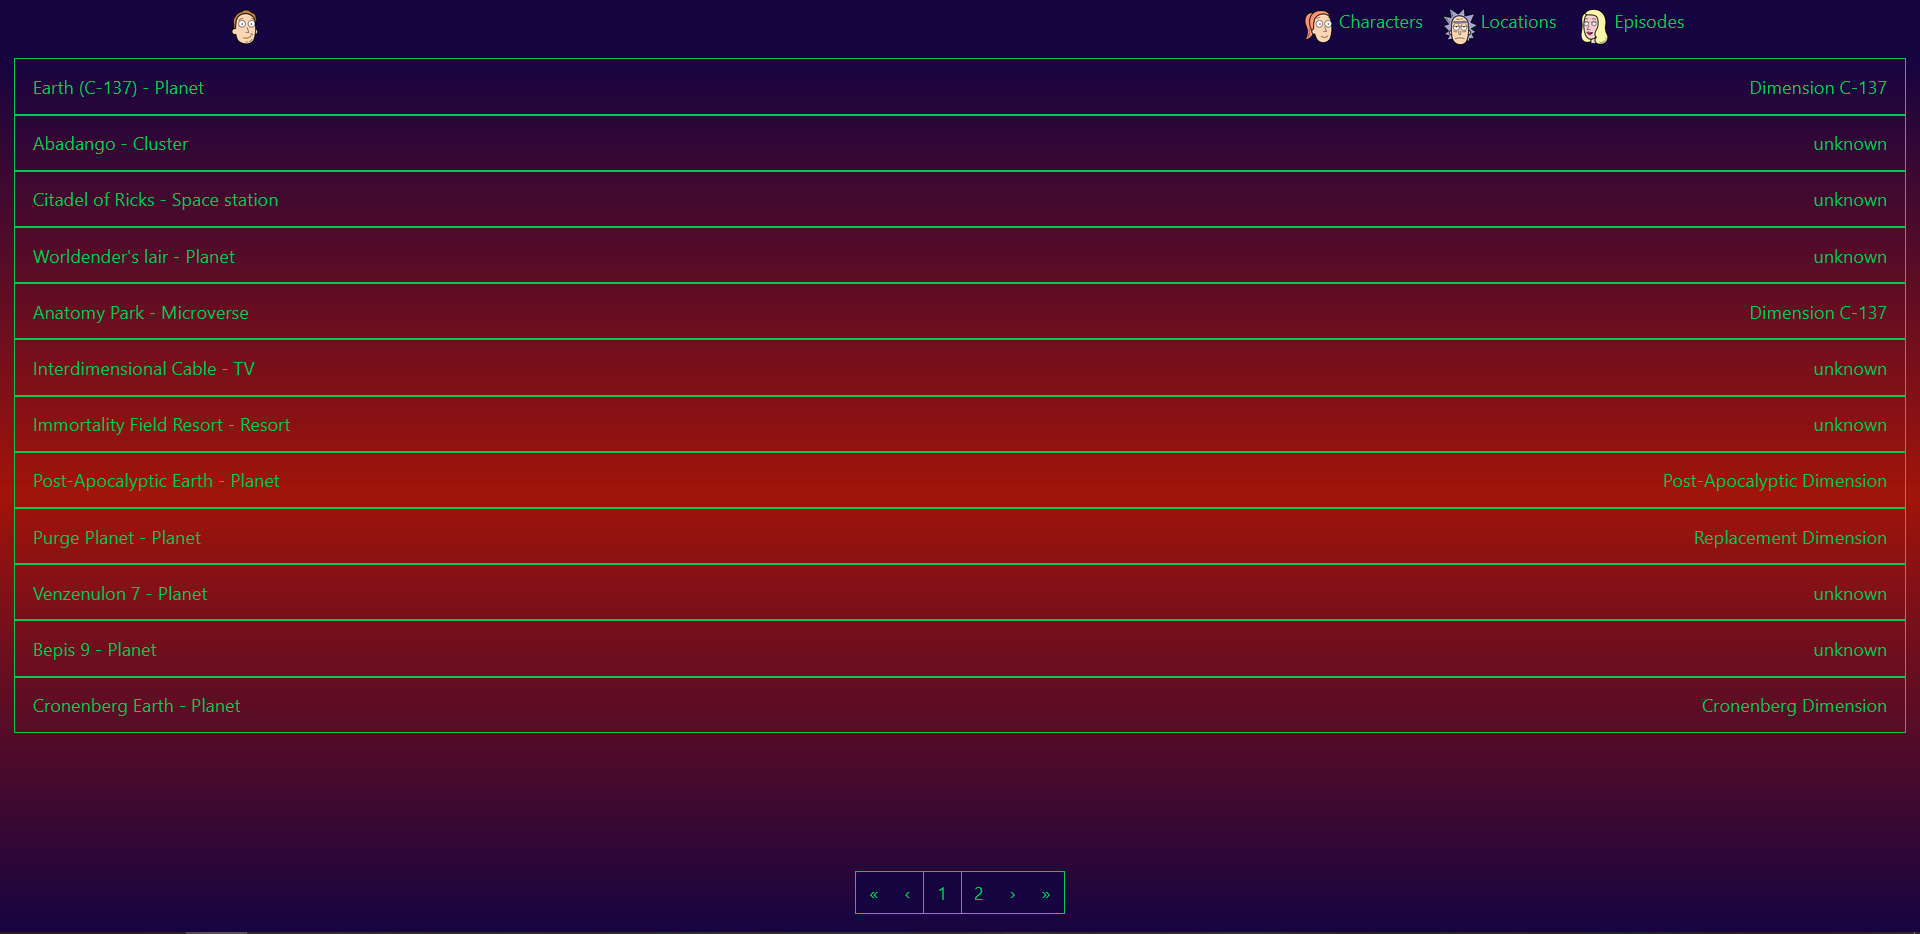 Characters Locations Episodes
Earth (C-137) - Planet Dimension C-137
Abadango - Cluster unknown
Citadel of Ricks - Space station unknown
Worldender's lair - Planet unknown
Anatomy Park - Microverse Dimension C-137
Interdimensional Cable - TV unknown
Immortality Field Resort - Resort unknown
Post-Apocalyptic Earth - Planet Post-Apocalyptic Dimension
Purge Planet - Planet Replacement Dimension
Venzenulon 7 - Planet unknown
Bepis 9 - Planet unknown
Cronenberg Earth - Planet Cronenberg Dimension
« ‹ 1 2 › »